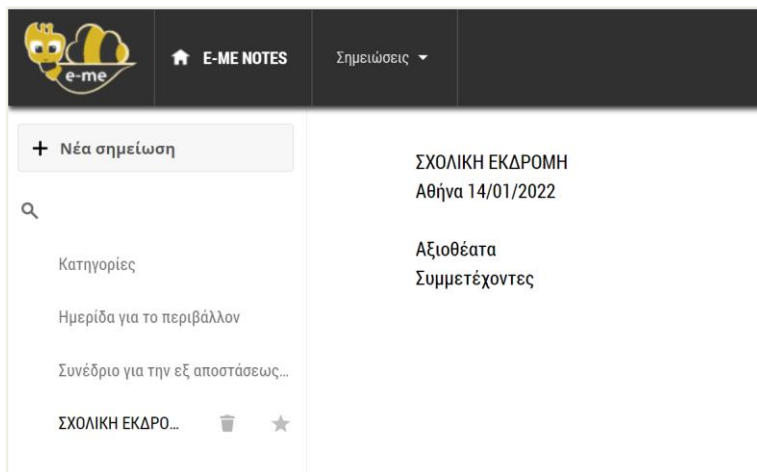 e-me
E-ME NOTES
Σημειώσεις
Νέα σημείωση
Κατηγορίες
Ημερίδα για το περιβάλλον
Συνέδριο για την εξ αποστάσεως...
ΣΧΟΛΙΚΗ ΕΚΔΡΟ...
ΣΧΟΛΙΚΗ ΕΚΔΡΟΜΗ
Αθήνα 14/01/2022
Αξιοθέατα
Συμμετέχοντες